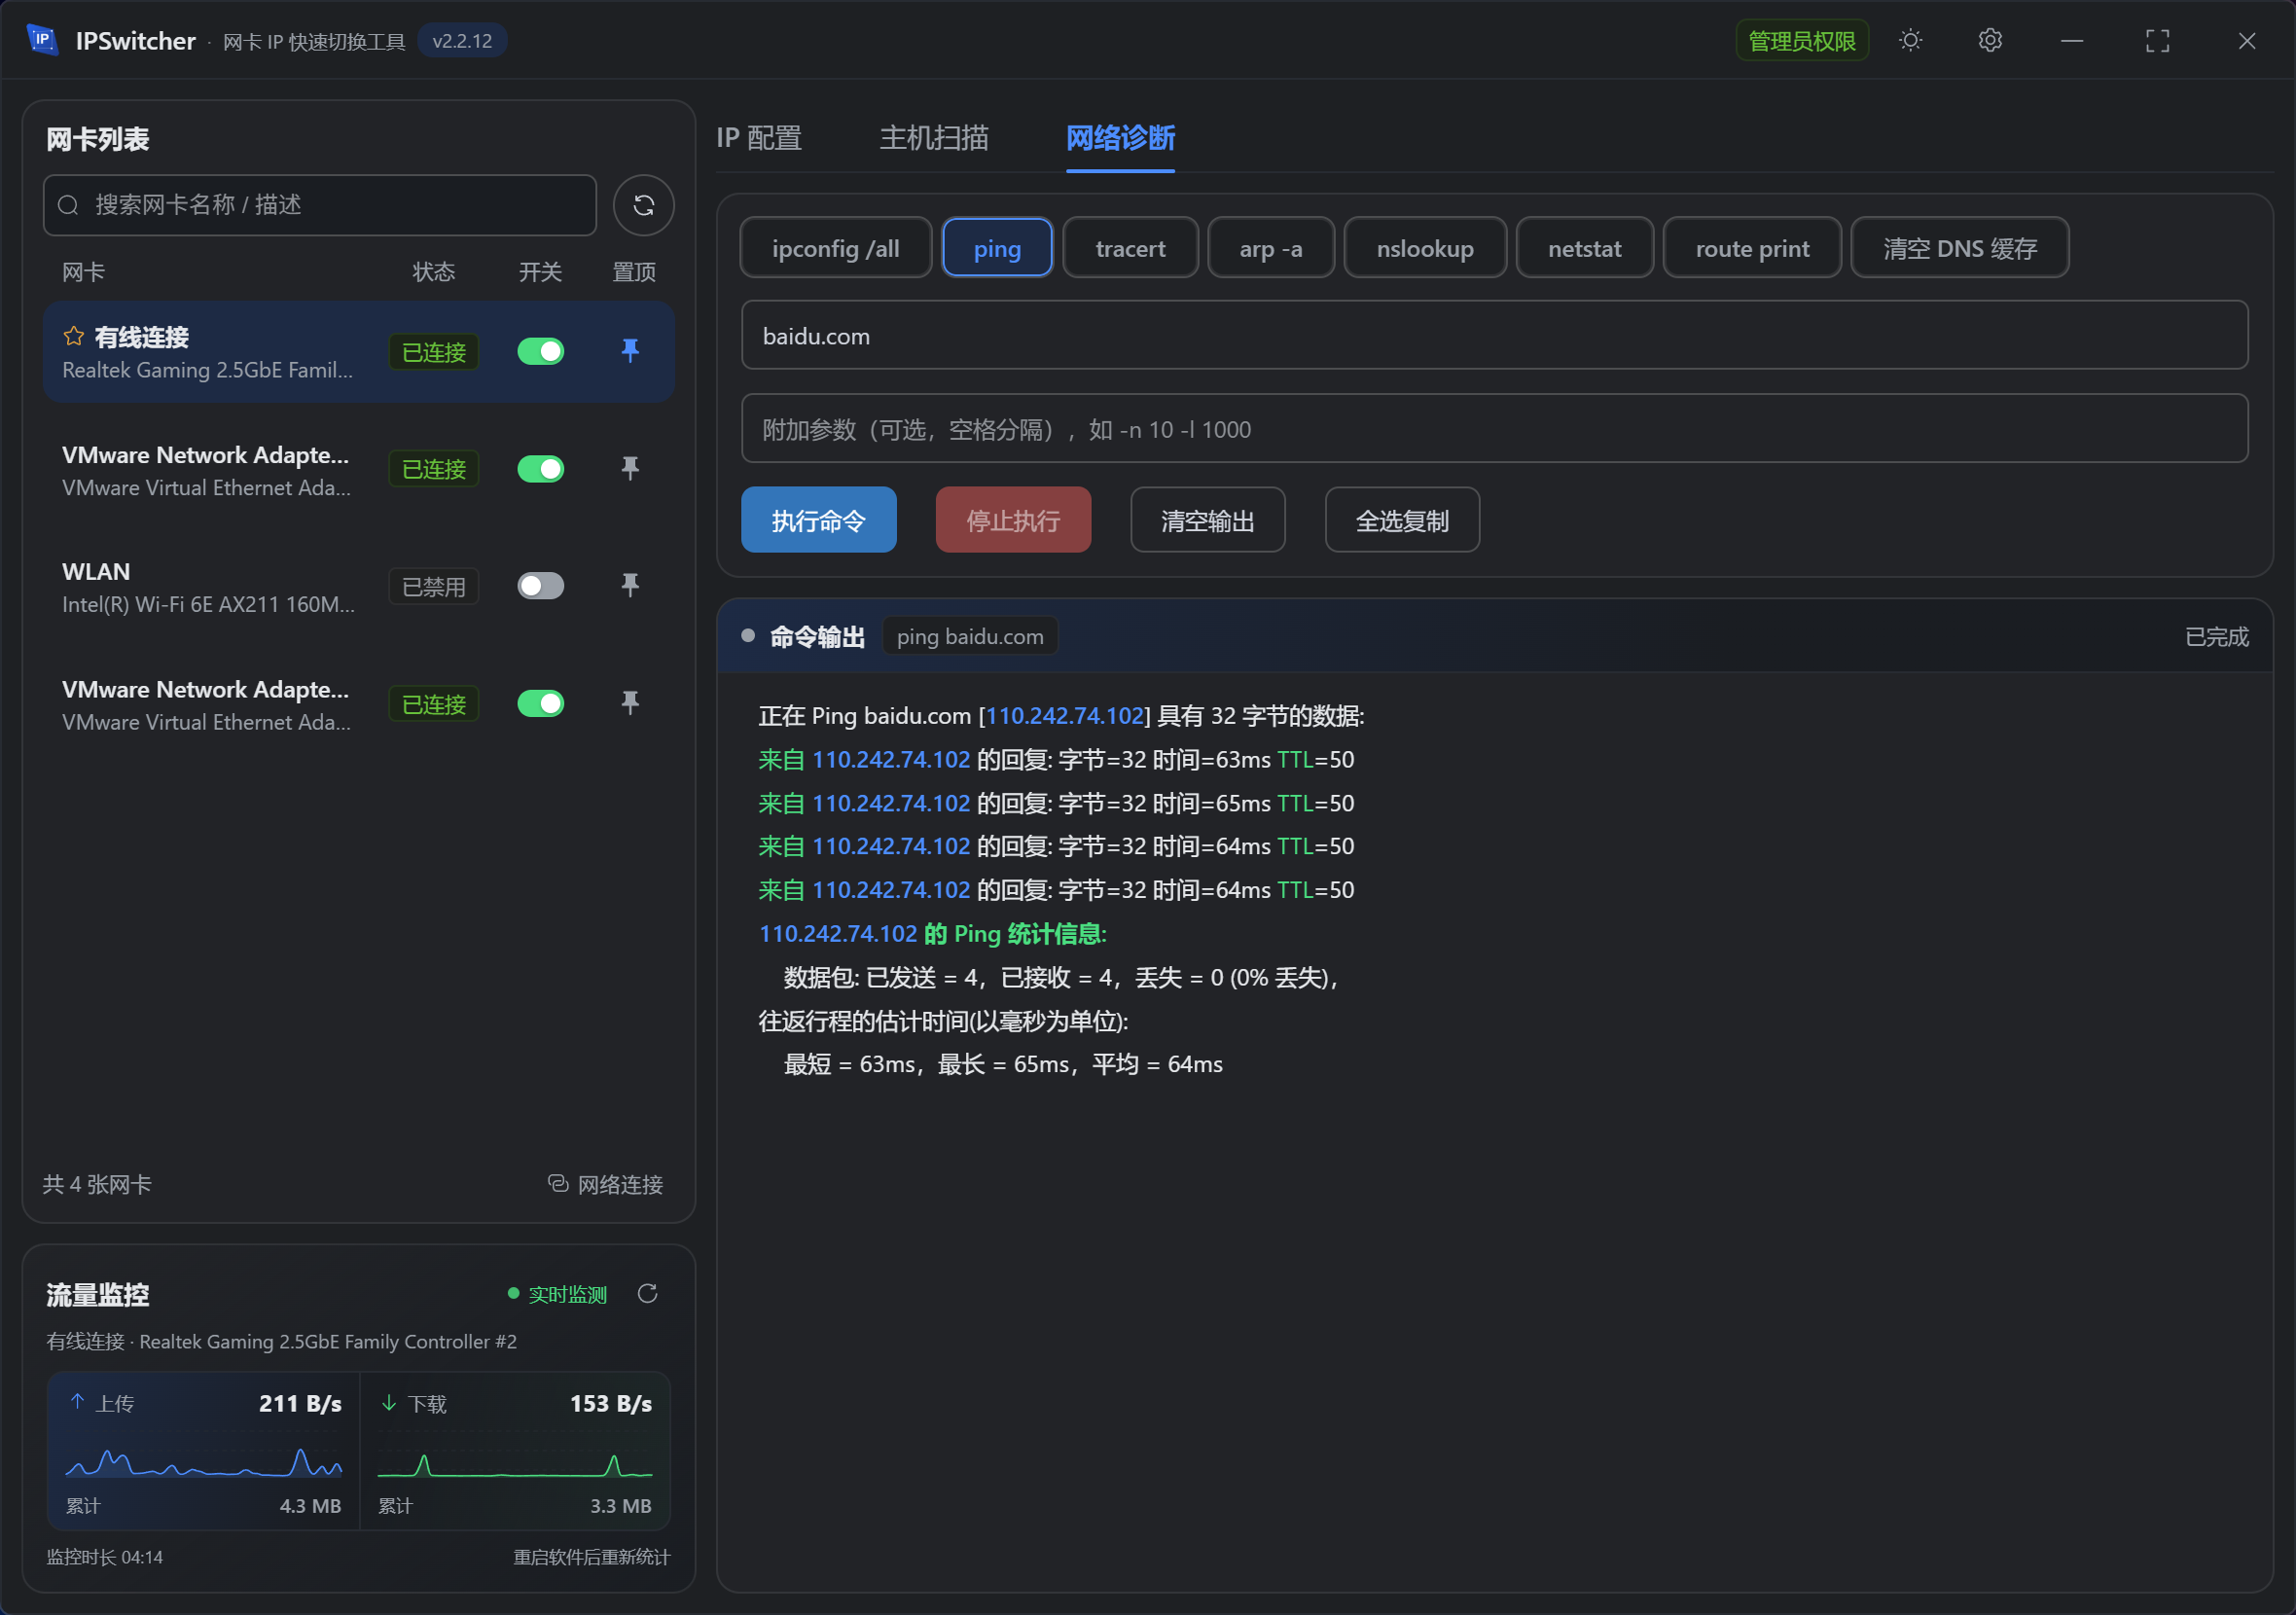 IP IPSwitcher · 网卡 IP 快速切换工具 v2.2.12 管理员权限
网卡列表
搜索网卡名称 / 描述
网卡 状态 开关 置顶
有线连接
Realtek Gaming 2.5GbE Famil...
已连接
VMware Network Adapte...
VMware Virtual Ethernet Ada...
已连接
WLAN
Intel(R) Wi-Fi 6E AX211 160M...
已禁用
VMware Network Adapte...
VMware Virtual Ethernet Ada...
已连接
共 4 张网卡 网络连接
流量监控 实时监测
有线连接 · Realtek Gaming 2.5GbE Family Controller #2
上传 211 B/s 下载 153 B/s
累计 4.3 MB 累计 3.3 MB
监控时长 04:14 重启软件后重新统计
IP 配置 主机扫描 网络诊断
ipconfig /all ping tracert arp -a nslookup netstat route print 清空 DNS 缓存
baidu.com
附加参数（可选，空格分隔），如 -n 10 -l 1000
执行命令 停止执行 清空输出 全选复制
命令输出 ping baidu.com 已完成
正在 Ping baidu.com [110.242.74.102] 具有 32 字节的数据:
来自 110.242.74.102 的回复: 字节=32 时间=63ms TTL=50
来自 110.242.74.102 的回复: 字节=32 时间=65ms TTL=50
来自 110.242.74.102 的回复: 字节=32 时间=64ms TTL=50
来自 110.242.74.102 的回复: 字节=32 时间=64ms TTL=50
110.242.74.102 的 Ping 统计信息:
数据包: 已发送 = 4，已接收 = 4，丢失 = 0 (0% 丢失)，
往返行程的估计时间(以毫秒为单位):
最短 = 63ms，最长 = 65ms，平均 = 64ms